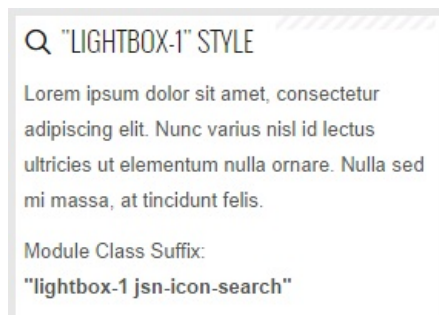 "LIGHTBOX-1" STYLE
Lorem ipsum dolor sit amet, consectetur
adipiscing elit. Nunc varius nisl id lectus
ultricies ut elementum nulla ornare. Nulla sed
mi massa, at tincidunt felis.
Module Class Suffix:
"lightbox-1 jsn-icon-search"